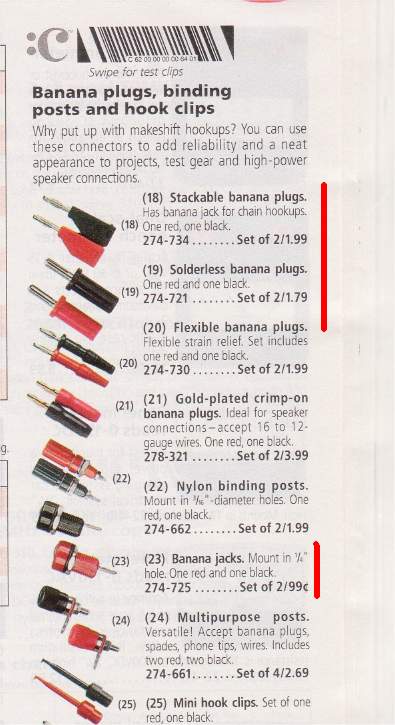 :C
C 62 00 00 00 00 84 01
Swipe for test clips
Banana plugs, binding
posts and hook clips
Why put up with makeshift hookups? You can use
these connectors to add reliability and a neat
appearance to projects, test gear and high-power
speaker connections.
(18) Stackable banana plugs.
Has banana jack for chain hookups.
(18) One red, one black.
274-734 ........ Set of 2/1.99
(19) Solderless banana plugs.
One red and one black.
(19) 274-721 ........ Set of 2/1.79
(20) Flexible banana plugs.
Flexible strain relief. Set includes
(20) one red and one black.
274-730 ........ Set of 2/1.99
(21) Gold-plated crimp-on
(21) banana plugs. Ideal for speaker
connections–accept 16 to 12-
gauge wires. One red, one black.
278-321 ........ Set of 2/3.99
(22)
(22) Nylon binding posts.
Mount in 5/16"-diameter holes. One
red, one black.
274-662 ........ Set of 2/1.99
(23) (23) Banana jacks. Mount in 1/4"
hole. One red and one black.
274-725 ........ Set of 2/99¢
(24) (24) Multipurpose posts.
Versatile! Accept banana plugs,
spades, phone tips, wires. Includes
two red, two black.
274-661 ........ Set of 4/2.69
(25) (25) Mini hook clips. Set of one
red, one black.
g.